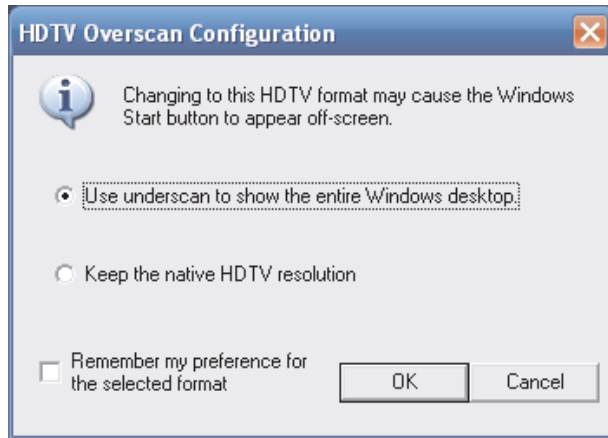 HDTV Overscan Configuration
Changing to this HDTV format may cause the Windows
Start button to appear off-screen.
Use underscan to show the entire Windows desktop.
Keep the native HDTV resolution
Remember my preference for
the selected format
OK
Cancel